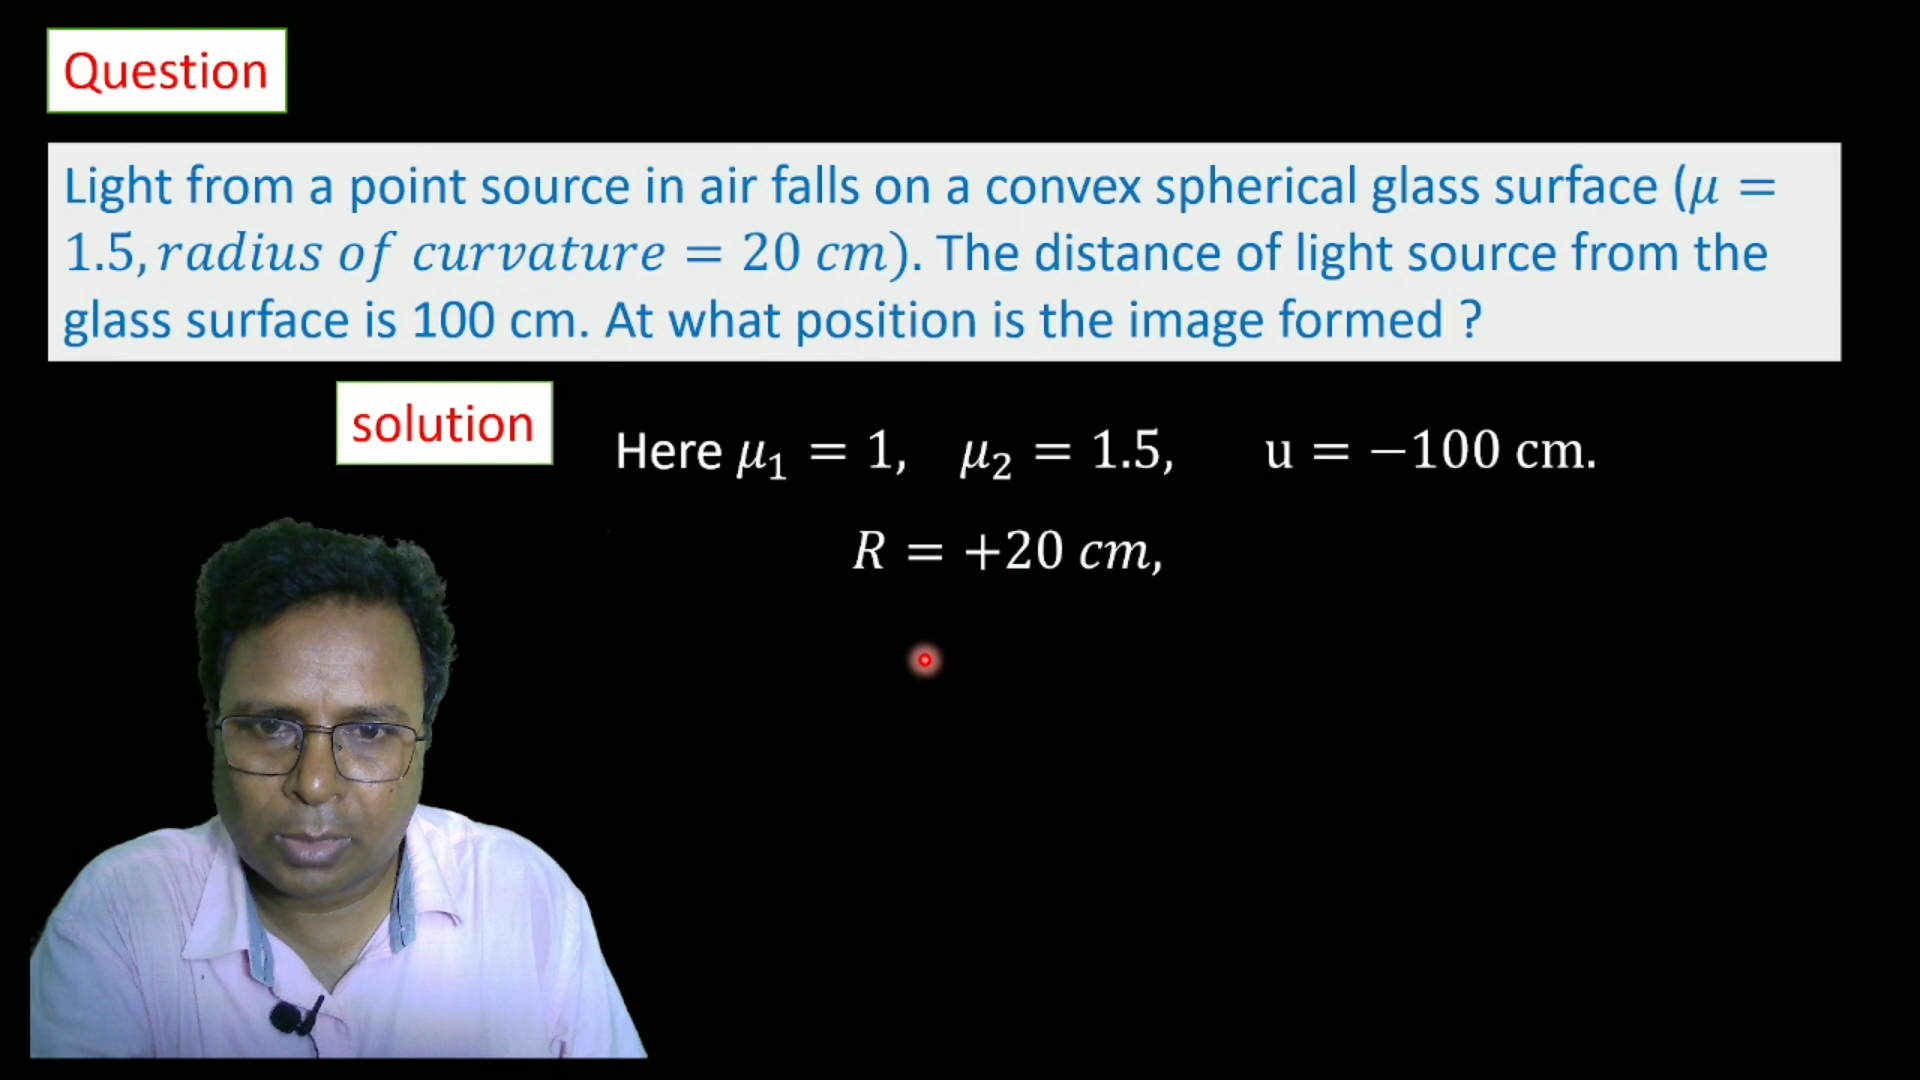 Question
Light from a point source in air falls on a convex spherical glass surface (μ =
1.5, radius of curvature = 20 cm). The distance of light source from the
glass surface is 100 cm. At what position is the image formed ?
solution
Here μ₁ = 1, μ₂ = 1.5, u = −100 cm.
R = +20 cm,